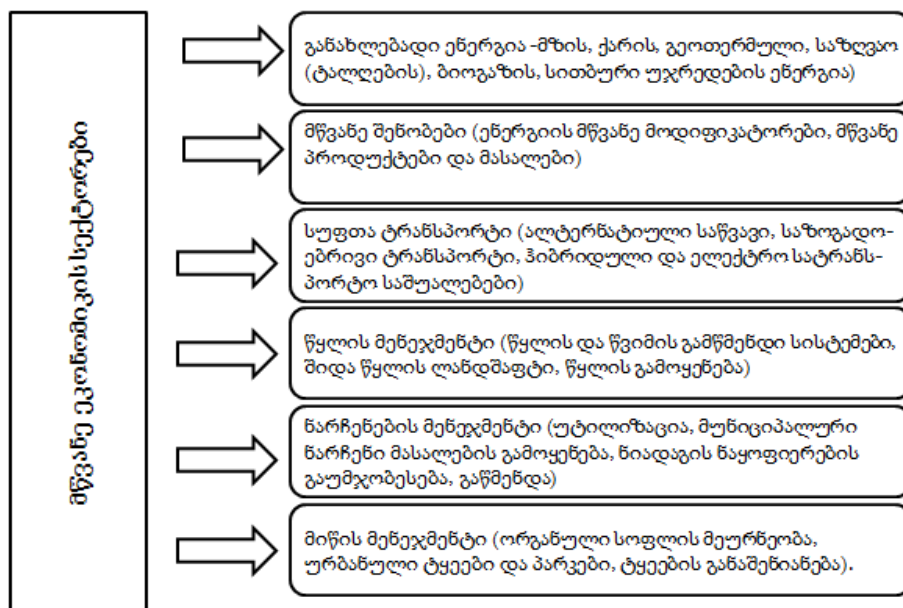 მწვანე ეკონომიკის სექტორები
განახლებადი ენერგია -მზის, ქარის, გეოთერმული, საზღვაო
(ტალღების), ბიოგაზის, სითბური უჯრედების ენერგია)
მწვანე შენობები (ენერგიის მწვანე მოდიფიკატორები, მწვანე
პროდუქტები და მასალები)
სუფთა ტრანსპორტი (ალტერნატიული საწვავი, საზოგადო-
ებრივი ტრანსპორტი, ჰიბრიდული და ელექტრო სატრანს-
პორტო საშუალებები)
წყლის მენეჯმენტი (წყლის და წვიმის გამწმენდი სისტემები,
შიდა წყლის ლანდშაფტი, წყლის გამოყენება)
ნარჩენების მენეჯმენტი (უტილიზაცია, მუნიციპალური
ნარჩენი მასალების გამოყენება, ნიადაგის ნაყოფიერების
გაუმჯობესება, გაწმენდა)
მიწის მენეჯმენტი (ორგანული სოფლის მეურნეობა,
ურბანული ტყეები და პარკები, ტყეების განაშენიანება).